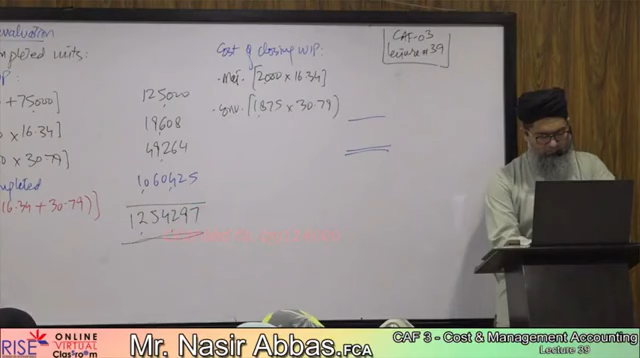 evaluation
ompleted units:
P
+ 75000]
125000
x 16.34]
19608
x 30.79]
49264
ompleted
1060425
16.34 + 30.79)]
1254297
Cost of closing WIP:
· Mat. [2000 x 16.34]
· Conv. [1875 x 30.79)
CAF-03
Lecture # 39
RISE
ONLINE
VIRTUAL
Classroom
Mr. Nasir Abbas.FCA
CAF 3 - Cost & Management Accounting
Lecture 39